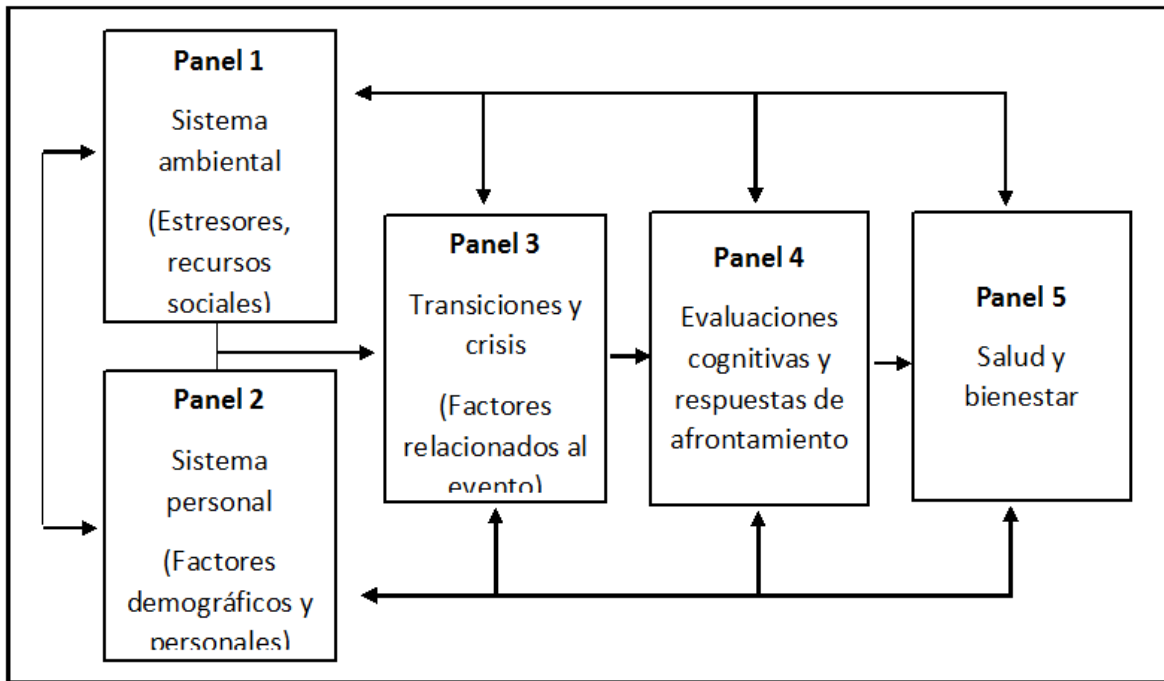 Panel 1
Sistema
ambiental
(Estresores,
recursos
sociales)
Panel 2
Sistema
personal
(Factores
demográficos y
personales)
Panel 3
Transiciones y
crisis
(Factores
relacionados al
evento)
Panel 4
Evaluaciones
cognitivas y
respuestas de
afrontamiento
Panel 5
Salud y
bienestar